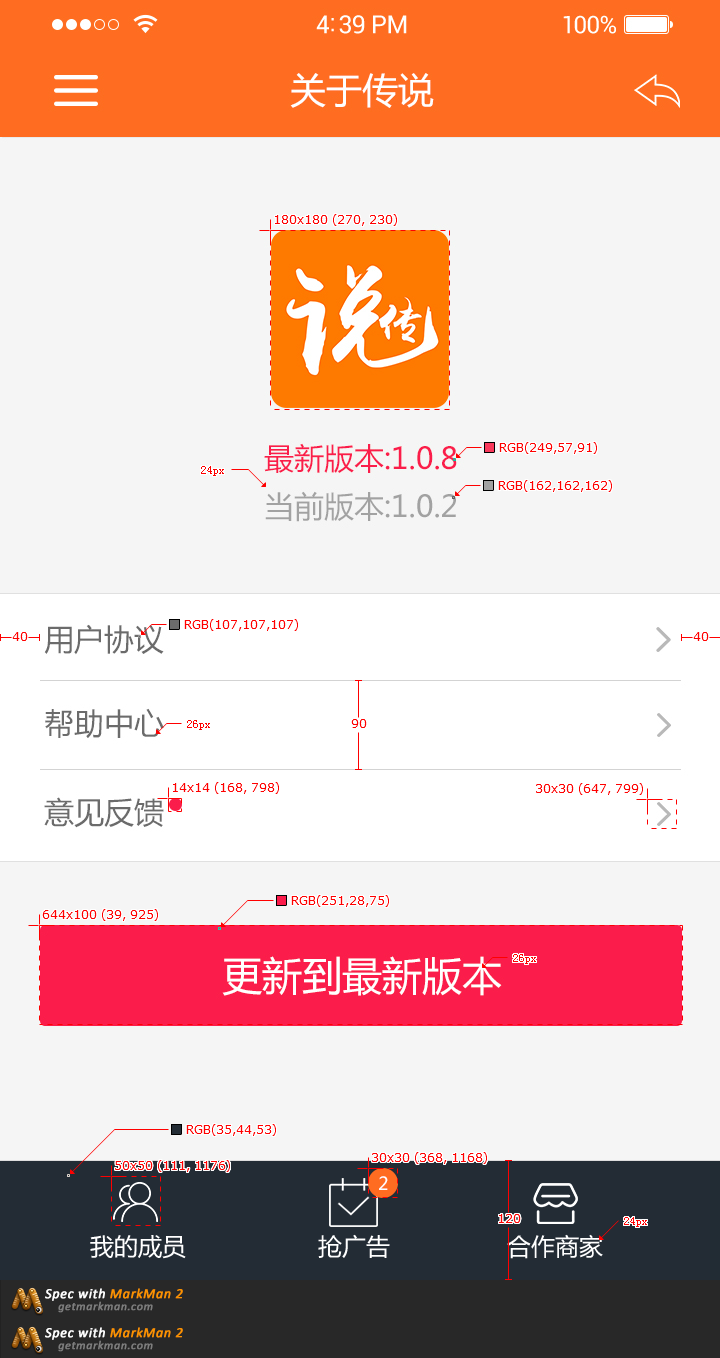 4:39 PM 100%
关于传说
180x180 (270, 230)
说传
最新版本:1.0.8 RGB(249,57,91)
24px
当前版本:1.0.2 RGB(162,162,162)
RGB(107,107,107)
40 用户协议 40
帮助中心 26px 90
14x14 (168, 798) 30x30 (647, 799)
意见反馈
RGB(251,28,75)
644x100 (39, 925)
更新到最新版本 26px
RGB(35,44,53)
50x50 (111, 1176) 30x30 (368, 1168)
2
120 24px
我的成员 抢广告 合作商家
Spec with MarkMan 2
getmarkman.com
Spec with MarkMan 2
getmarkman.com